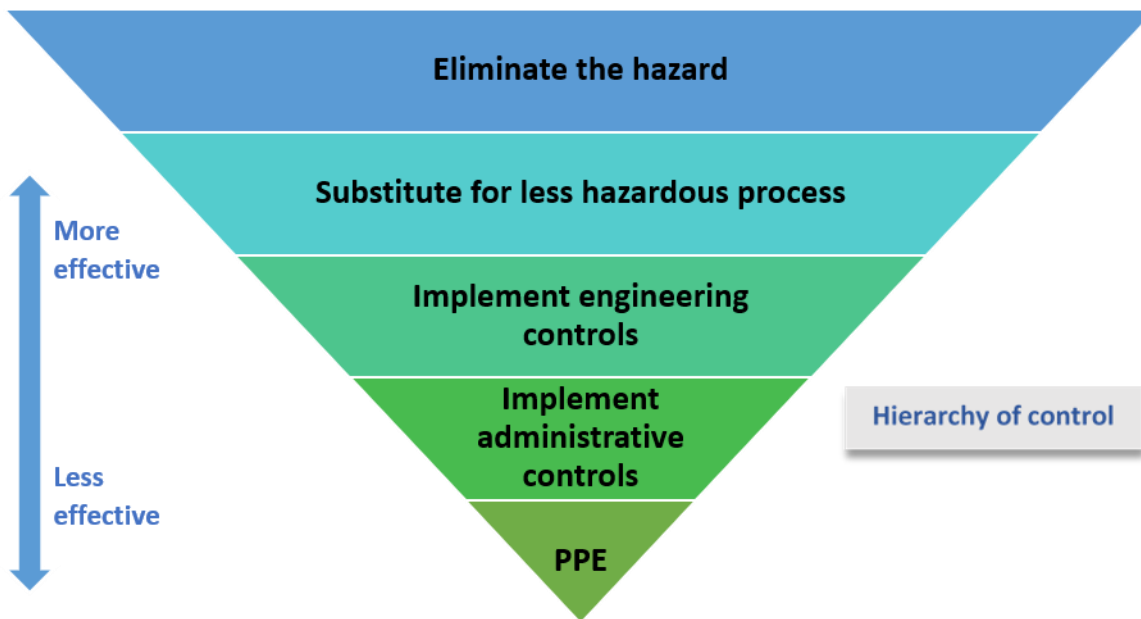 Eliminate the hazard
Substitute for less hazardous process
More
effective
Implement engineering
controls
Implement
administrative
controls
Hierarchy of control
Less
effective
PPE